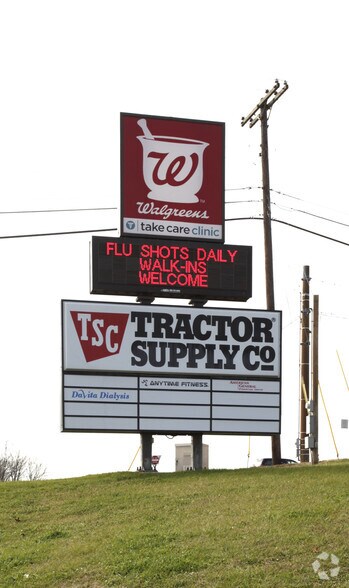 W
Walgreens
take care clinic
FLU SHOTS DAILY
WALK-INS
WELCOME
TSC TRACTOR
SUPPLY CO
ANYTIME FITNESS
DaVita Dialysis